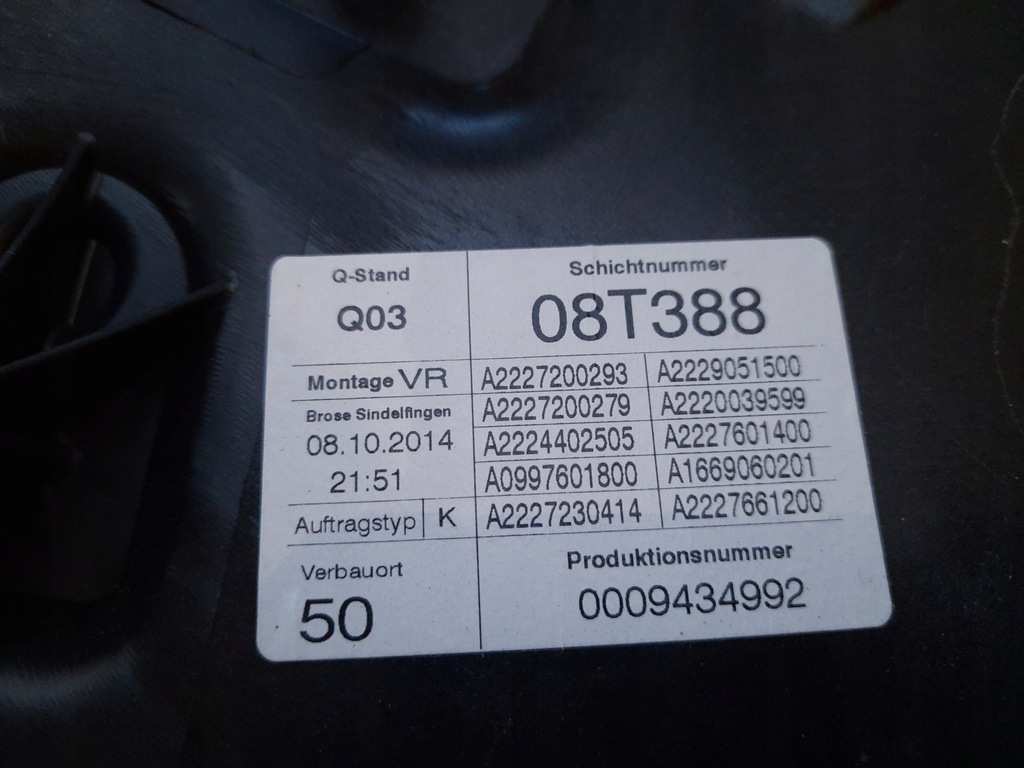 Q-Stand
Q03
Schichtnummer
08T388
Montage VR
Brose Sindelfingen
08.10.2014
21:51
Auftragstyp K
A2227200293 A2229051500
A2227200279 A2220039599
A2224402505 A2227601400
A0997601800 A1669060201
A2227230414 A2227661200
Verbauort
50
Produktionsnummer
0009434992